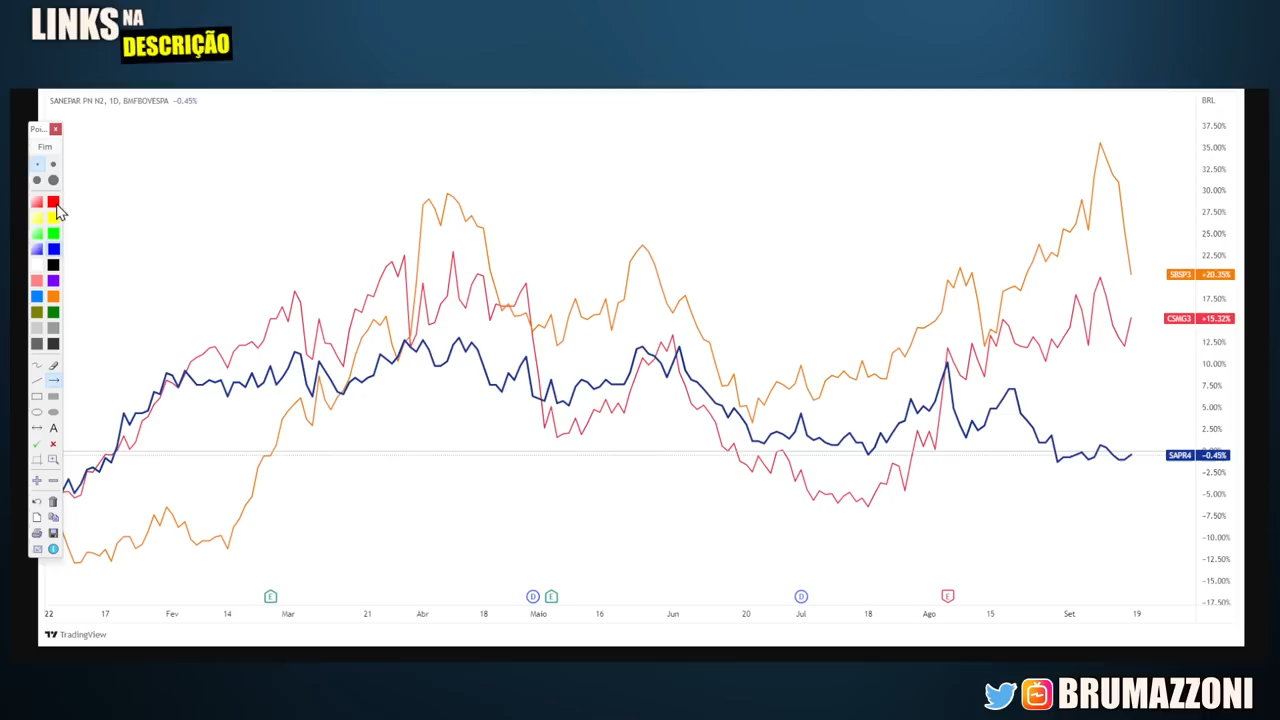 LINKS NA
DESCRIÇÃO
SANEPAR PN N2, 1D, BMFBOVESPA −0.45%
BRL
Poi...
Fim
A
37.50%
35.00%
32.50%
30.00%
27.50%
25.00%
22.50%
SBSP3 +20.35%
17.50%
CSMG3 +15.32%
12.50%
10.00%
7.50%
5.00%
2.50%
SAPR4 −0.45%
−2.50%
−5.00%
−7.50%
−10.00%
−12.50%
−15.00%
−17.50%
E D E D E
22 17 Fev 14 Mar 21 Abr 18 Maio 16 Jun 20 Jul 18 Ago 15 Set 19
TradingView
BRUMAZZONI